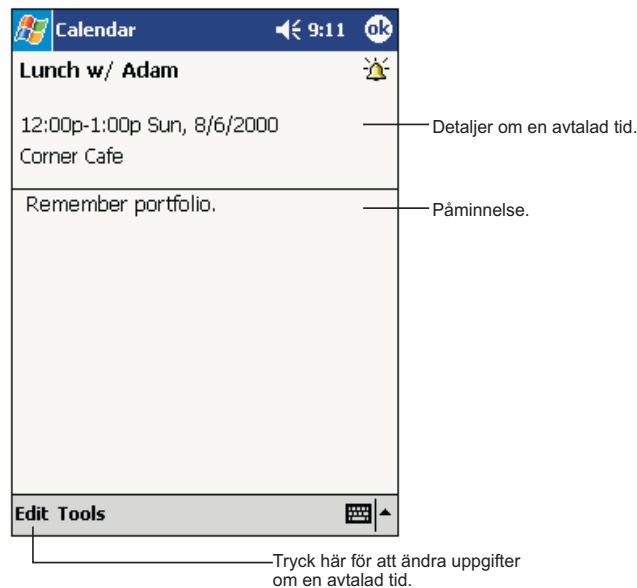 Calendar 9:11 ok
Lunch w/ Adam
12:00p-1:00p Sun, 8/6/2000
Detaljer om en avtalad tid.
Corner Cafe
Remember portfolio.
Påminnelse.
Edit Tools
Tryck här för att ändra uppgifter
om en avtalad tid.